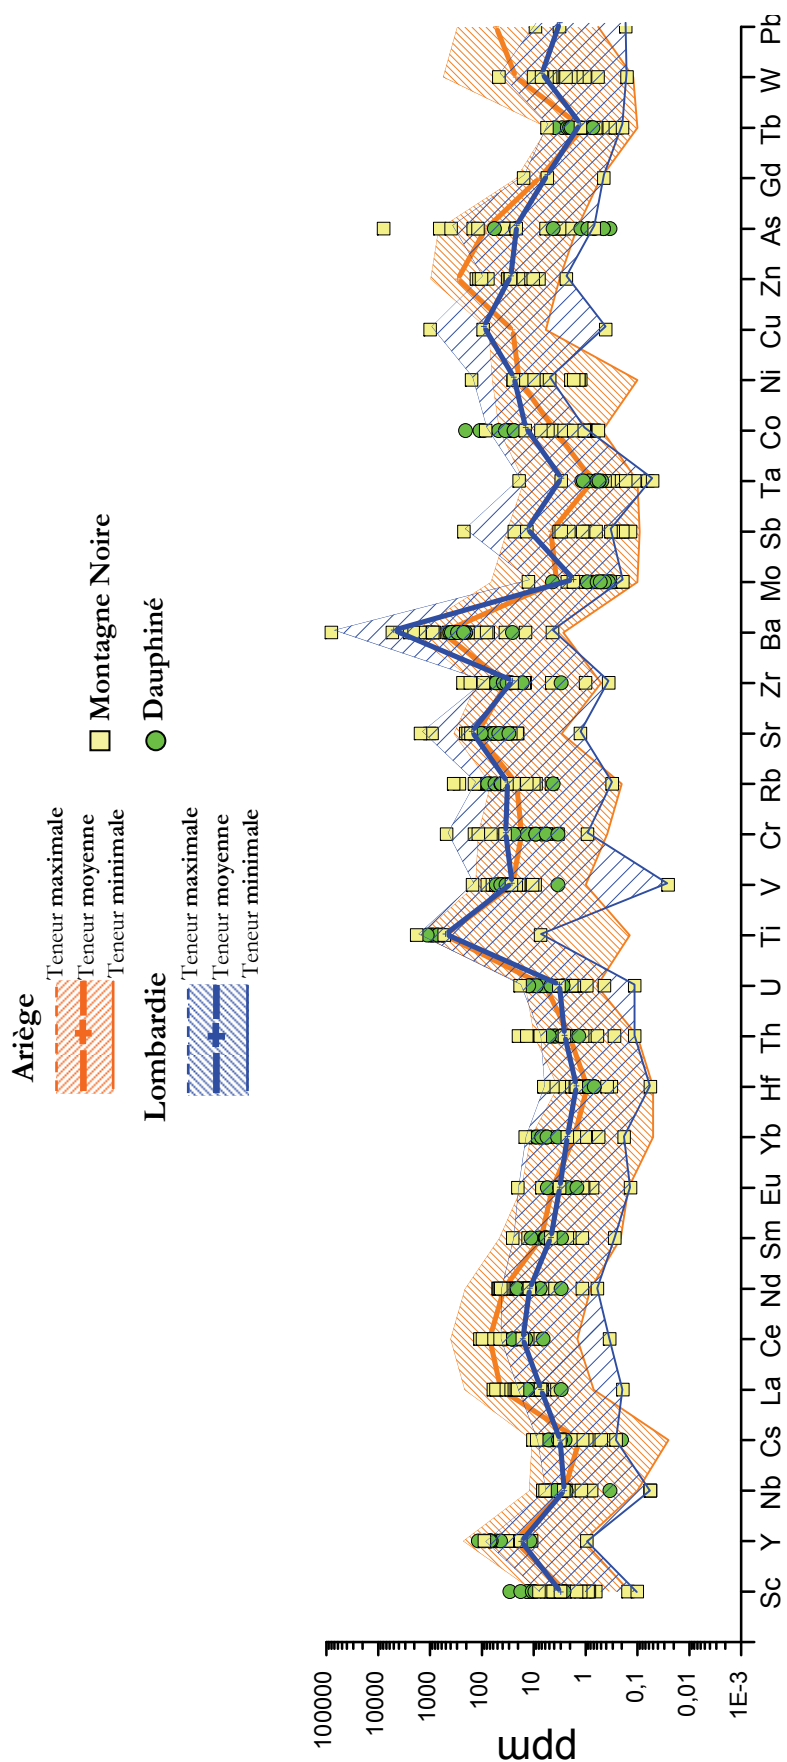 Ariège
Teneur maximale
Teneur moyenne
Teneur minimale
Lombardie
Teneur maximale
Teneur moyenne
Teneur minimale
Montagne Noire
Dauphiné
ppm
100000
10000
1000
100
10
1
0,1
0,01
1E-3
Sc Y Nb Cs La Ce Nd Sm Eu Yb Hf Th U Ti V Cr Rb Sr Zr Ba Mo Sb Ta Co Ni Cu Zn As Gd Tb W Pb